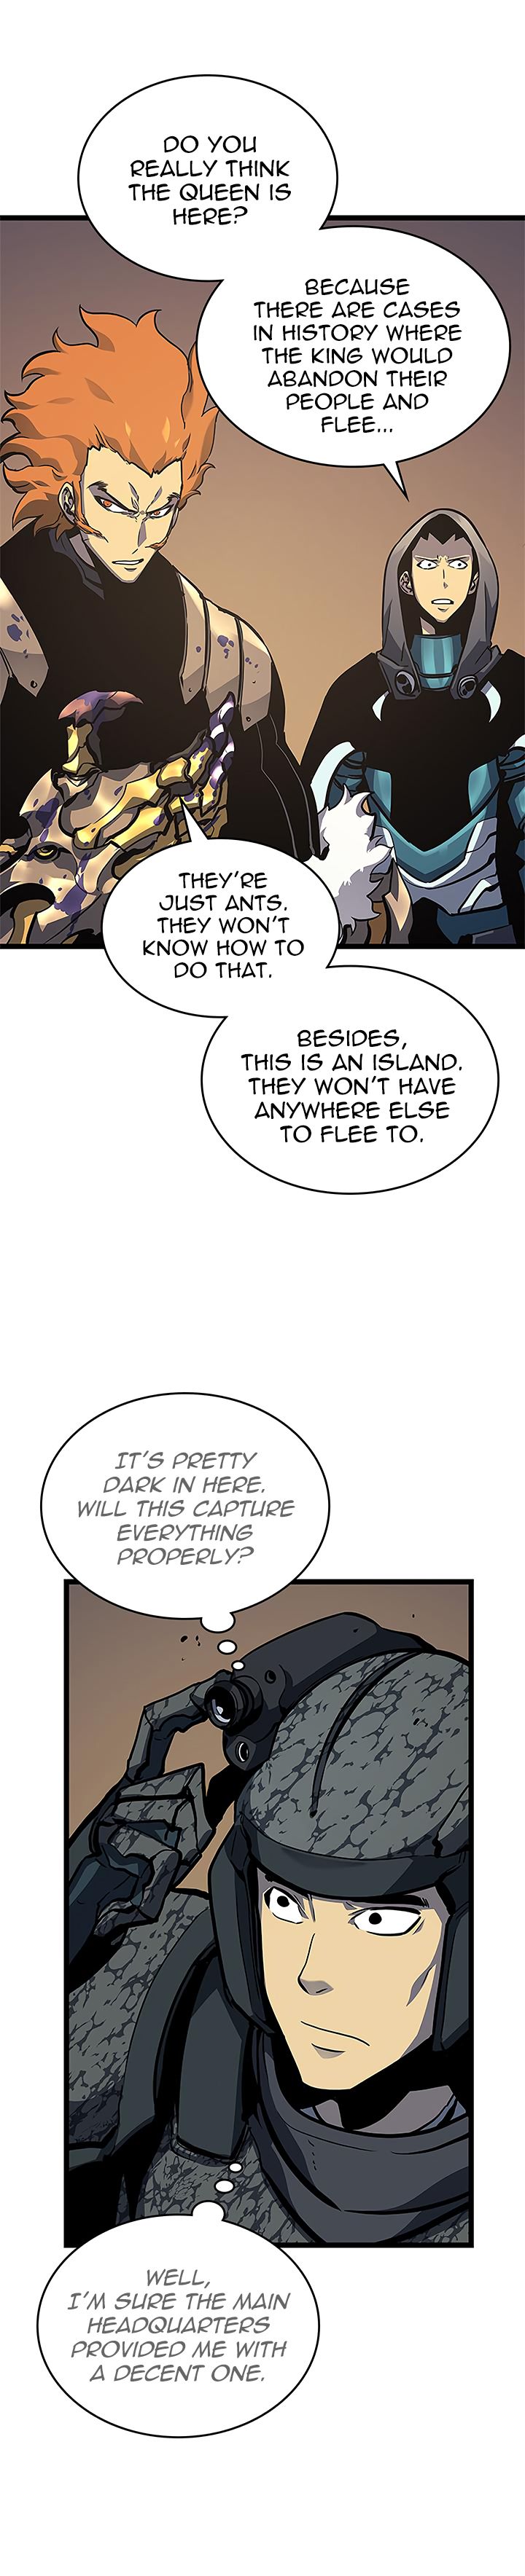 DO YOU
REALLY THINK
THE QUEEN IS
HERE?
BECAUSE
THERE ARE CASES
IN HISTORY WHERE
THE KING WOULD
ABANDON THEIR
PEOPLE AND
FLEE...
THEY'RE
JUST ANTS.
THEY WON'T
KNOW HOW TO
DO THAT.
BESIDES,
THIS IS AN ISLAND.
THEY WON'T HAVE
ANYWHERE ELSE
TO FLEE TO.
IT'S PRETTY
DARK IN HERE.
WILL THIS CAPTURE
EVERYTHING
PROPERLY?
WELL,
I'M SURE THE MAIN
HEADQUARTERS
PROVIDED ME WITH
A DECENT ONE.